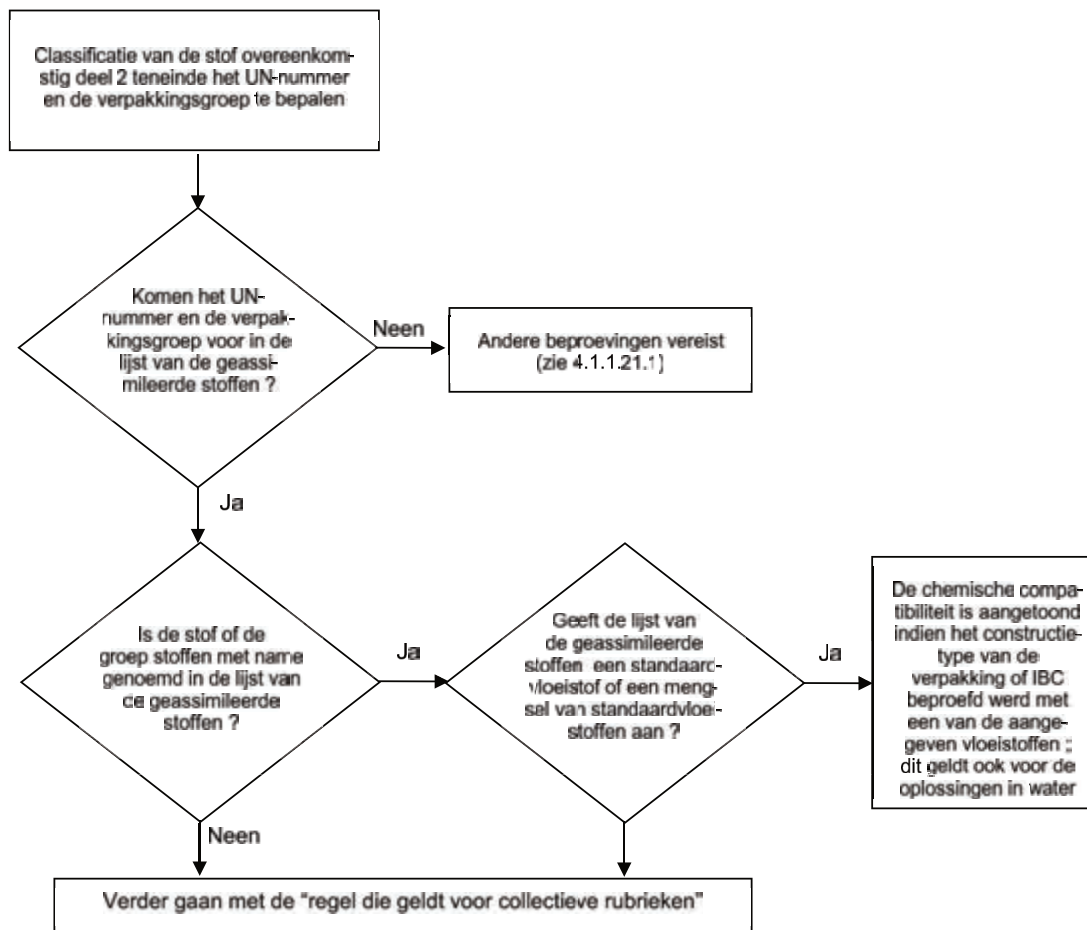 Classificatie van de stof overeenkom-
stig deel 2 teneinde het UN-nummer
en de verpakkingsgroep te bepalen
Komen het UN-
nummer en de verpak-
kingsgroep voor in de
lijst van de geassi-
mileerde stoffen ?
Neen
Andere beproevingen vereist
(zie 4.1.1.21.1)
Ja
Is de stof of de
groep stoffen met name
genoemd in de lijst van
de geassimileerde
stoffen ?
Ja
Geeft de lijst van
de geassimileerde
stoffen een standaard-
vloeistof of een meng-
sel van standaardvloei-
stoffen aan ?
Ja
De chemische compa-
tibiliteit is aangetoond
indien het constructie-
type van de
verpakking of IBC
beproefd werd met
een van de aange-
geven vloeistoffen ;
dit geldt ook voor de
oplossingen in water
Neen
Verder gaan met de “regel die geldt voor collectieve rubrieken”